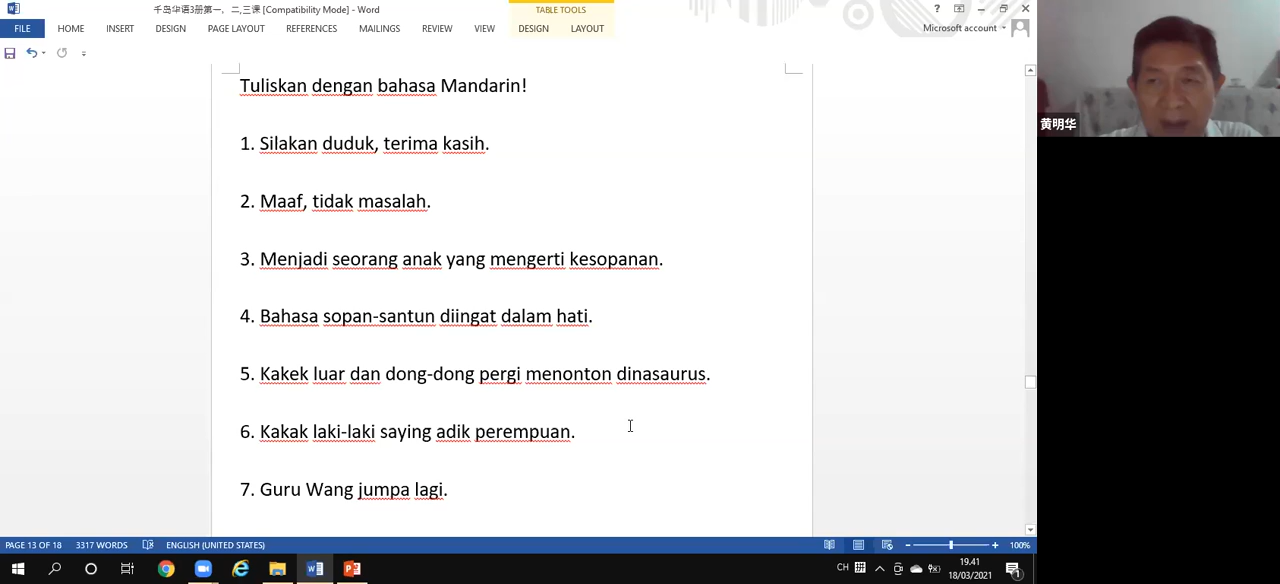 千岛华语3册第一，二,三课 [Compatibility Mode] - Word
TABLE TOOLS
FILE HOME INSERT DESIGN PAGE LAYOUT REFERENCES MAILINGS REVIEW VIEW DESIGN LAYOUT
Microsoft account
Tuliskan dengan bahasa Mandarin!
1. Silakan duduk, terima kasih.
2. Maaf, tidak masalah.
3. Menjadi seorang anak yang mengerti kesopanan.
4. Bahasa sopan-santun diingat dalam hati.
5. Kakek luar dan dong-dong pergi menonton dinasaurus.
6. Kakak laki-laki saying adik perempuan.
7. Guru Wang jumpa lagi.
黄明华
PAGE 13 OF 18 3317 WORDS ENGLISH (UNITED STATES) 100%
CH 19.41
18/03/2021